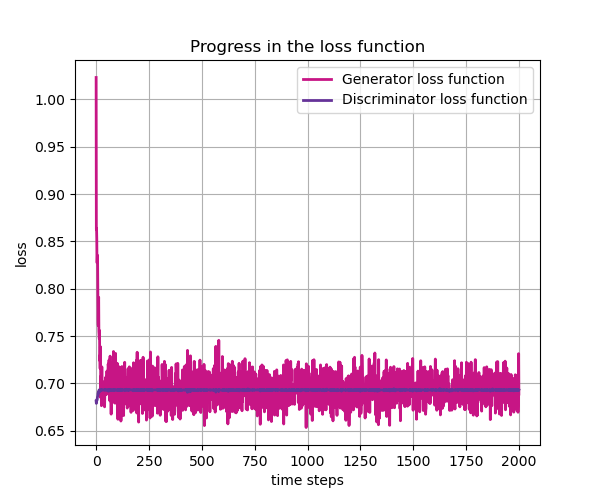 Progress in the loss function
Generator loss function
Discriminator loss function
1.00
0.95
0.90
0.85
0.80
0.75
0.70
0.65
loss
0 250 500 750 1000 1250 1500 1750 2000
time steps